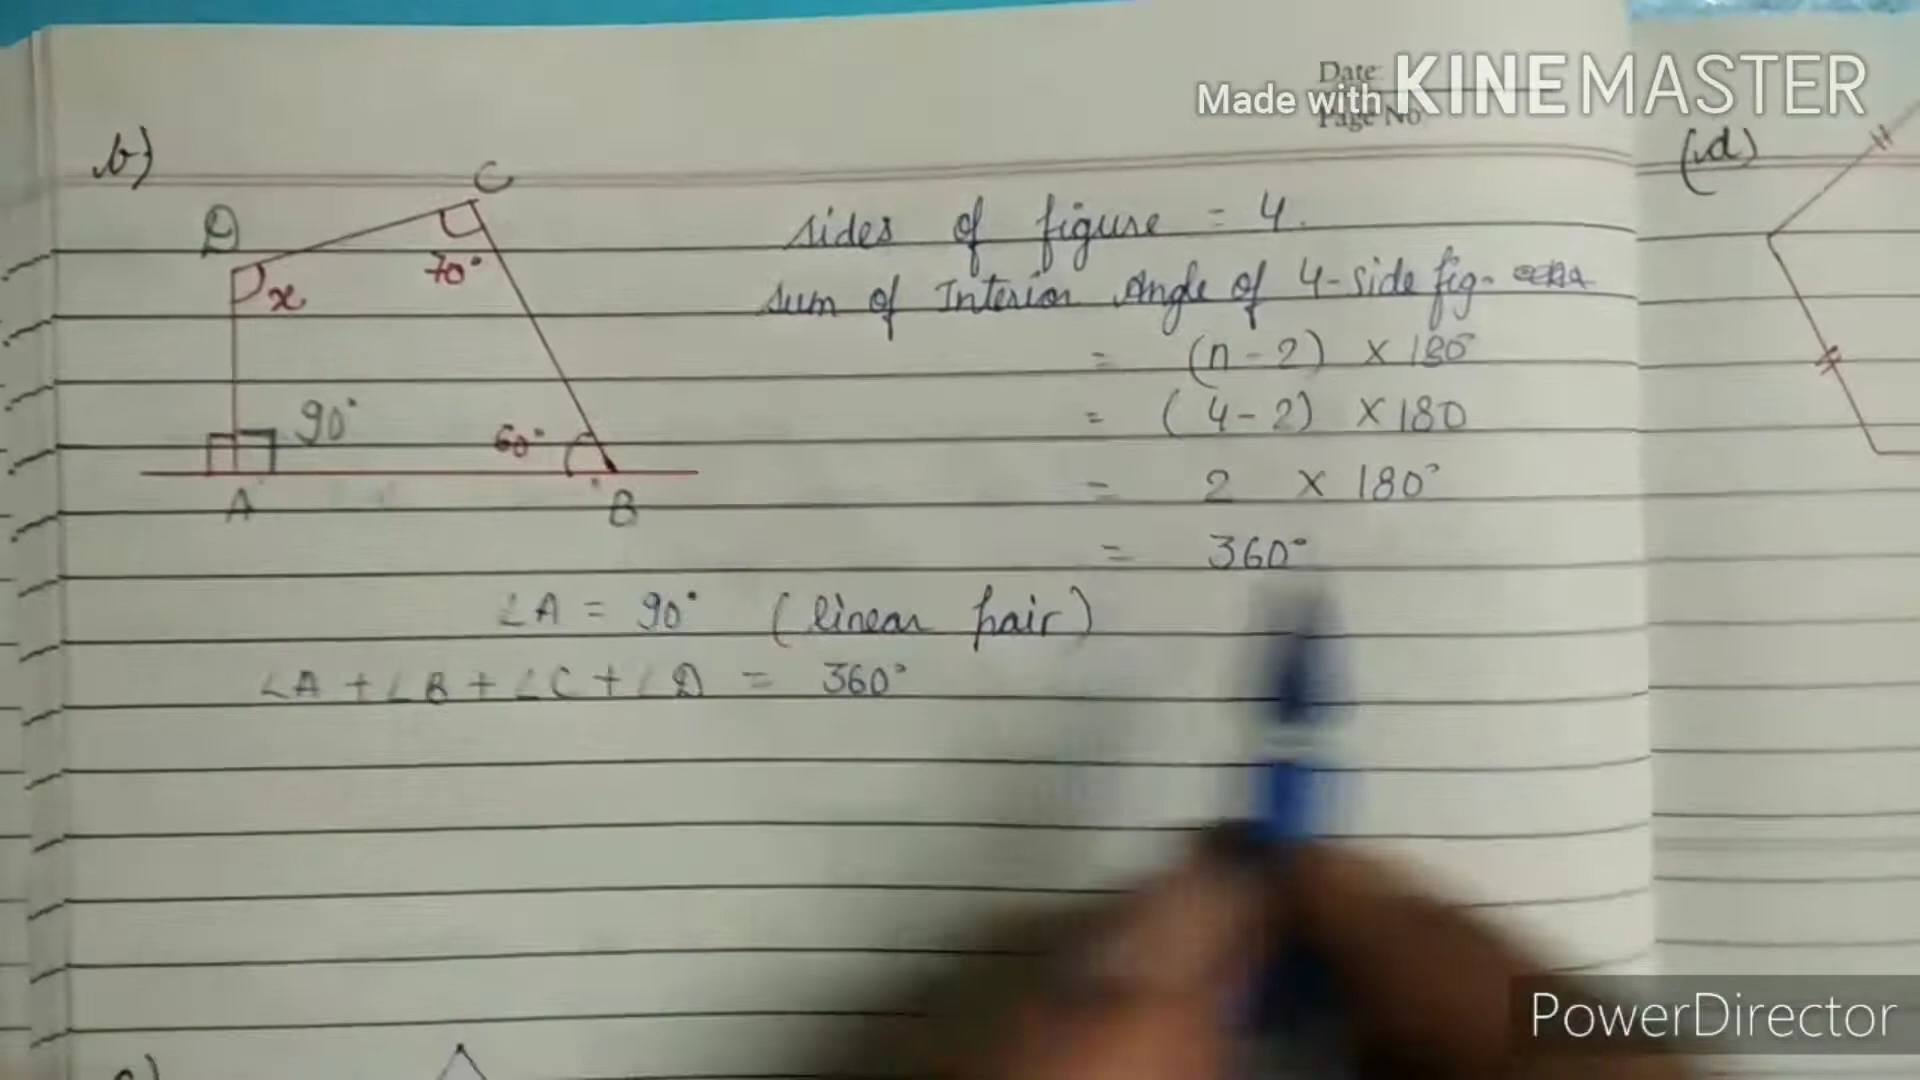 Date
Made with KINEMASTER
Page No
b)
(d)
C
D
70°
x
90°
60°
A
B
sides of figure = 4.
sum of Interior Angle of 4-side fig-
= (n-2) × 180°
= (4-2) × 180
= 2 × 180°
= 360°
∠A = 90° (linear pair)
∠A + ∠B + ∠C + ∠D = 360°
PowerDirector